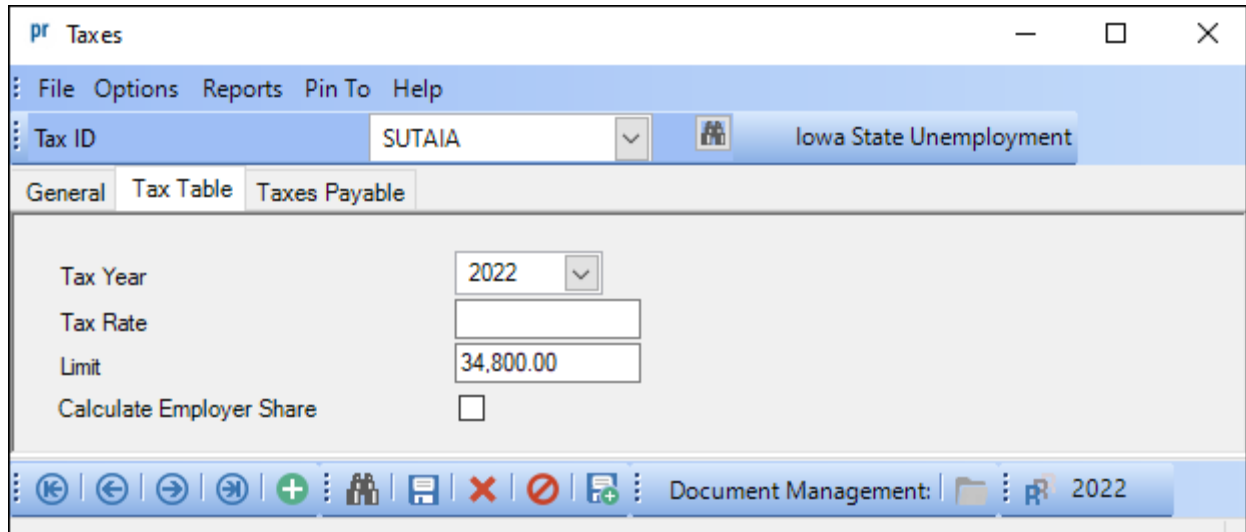 pr Taxes
File Options Reports Pin To Help
Tax ID SUTAIA Iowa State Unemployment
General Tax Table Taxes Payable
Tax Year 2022
Tax Rate
Limit 34,800.00
Calculate Employer Share
Document Management: 2022